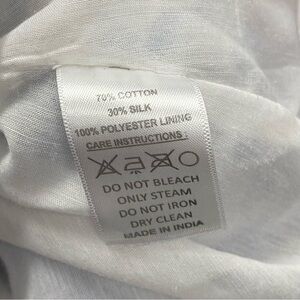 70% COTTON
30% SILK
100% POLYESTER LINING
CARE INSTRUCTIONS :
DO NOT BLEACH
ONLY STEAM
DO NOT IRON
DRY CLEAN
MADE IN INDIA